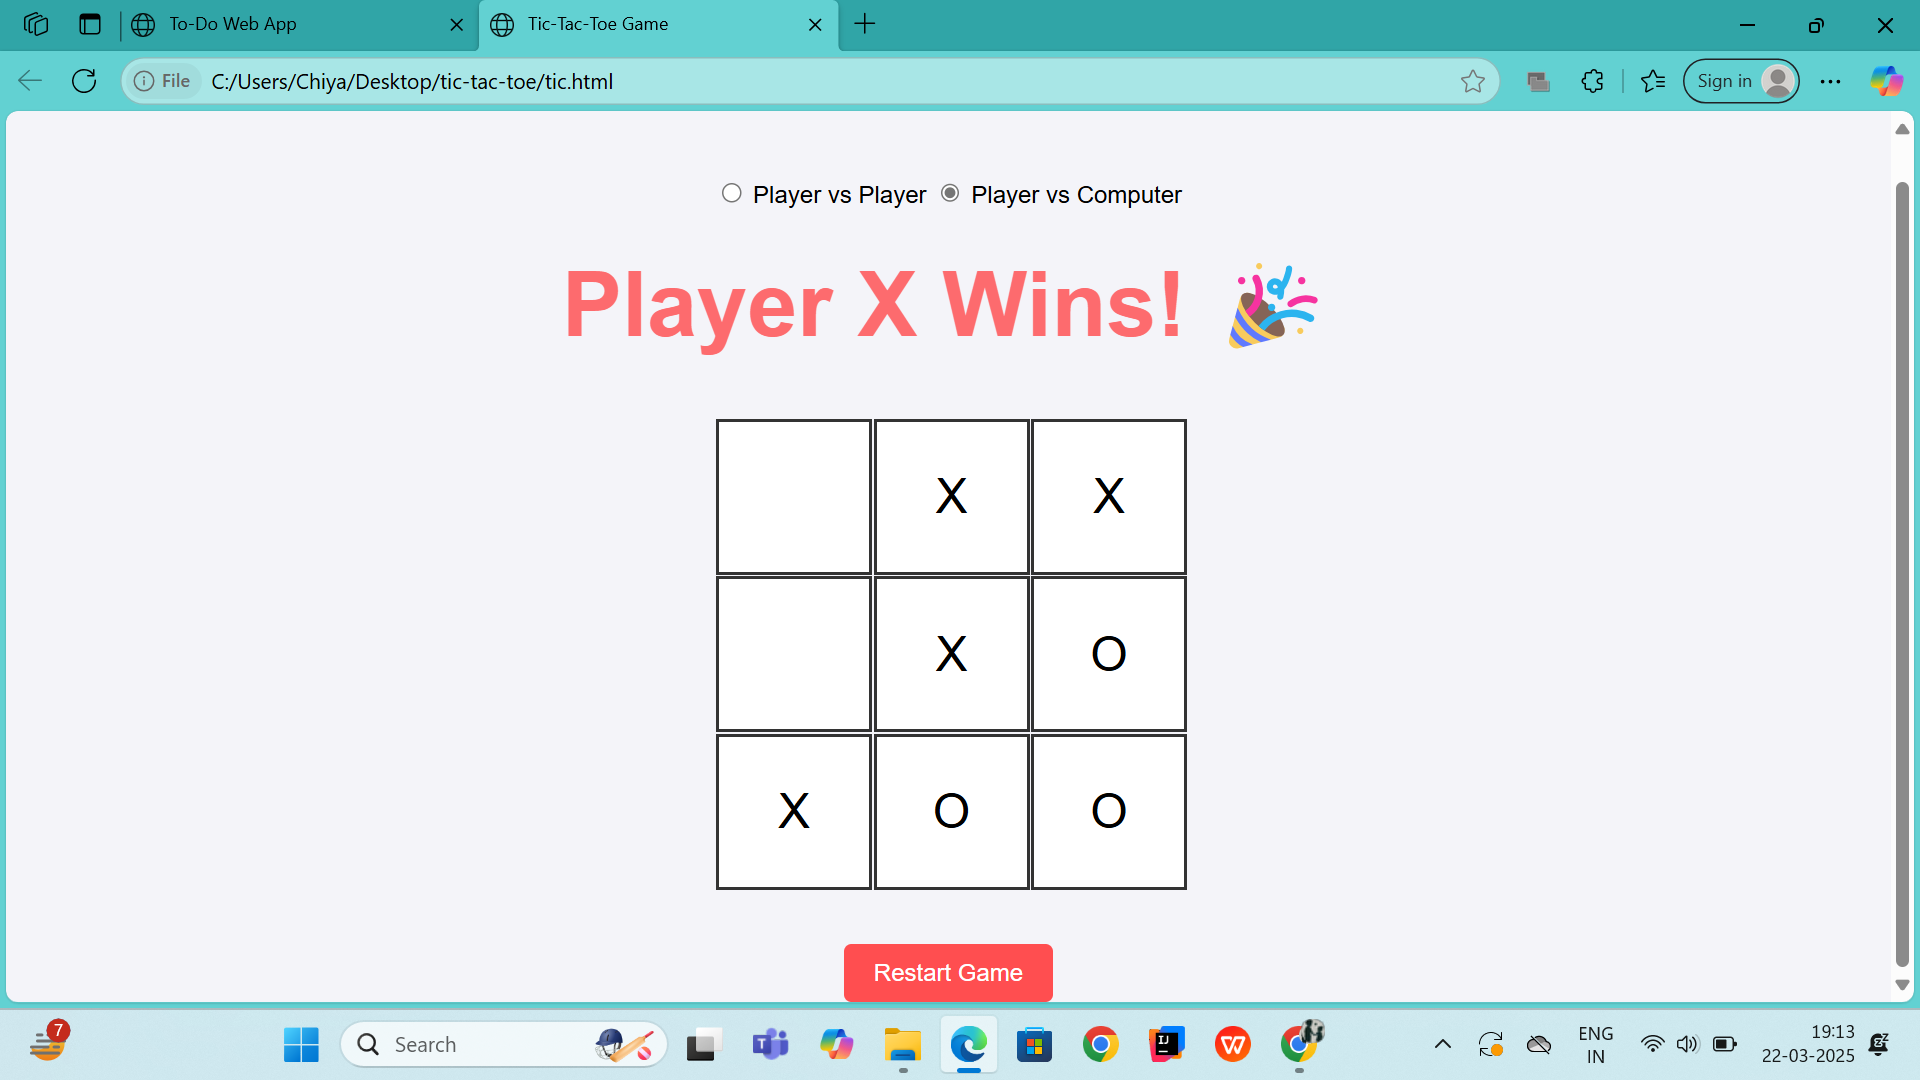 To-Do Web App
Tic-Tac-Toe Game
File C:/Users/Chiya/Desktop/tic-tac-toe/tic.html
Sign in
Player vs Player Player vs Computer
Player X Wins! 🎉
X X
X O
X O O
Restart Game
7
Search
ENG
IN
19:13
22-03-2025